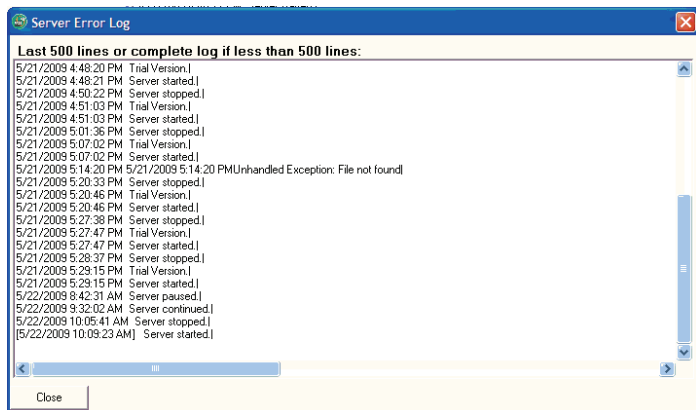 Server Error Log
Last 500 lines or complete log if less than 500 lines:
5/21/2009 4:48:20 PM  Trial Version.|
5/21/2009 4:48:21 PM  Server started.|
5/21/2009 4:50:22 PM  Server stopped.|
5/21/2009 4:51:03 PM  Trial Version.|
5/21/2009 4:51:03 PM  Server started.|
5/21/2009 5:01:36 PM  Server stopped.|
5/21/2009 5:07:02 PM  Trial Version.|
5/21/2009 5:07:02 PM  Server started.|
5/21/2009 5:14:20 PM 5/21/2009 5:14:20 PMUnhandled Exception: File not found|
5/21/2009 5:20:33 PM  Server stopped.|
5/21/2009 5:20:46 PM  Trial Version.|
5/21/2009 5:20:46 PM  Server started.|
5/21/2009 5:27:38 PM  Server stopped.|
5/21/2009 5:27:47 PM  Trial Version.|
5/21/2009 5:27:47 PM  Server started.|
5/21/2009 5:28:37 PM  Server stopped.|
5/21/2009 5:29:15 PM  Trial Version.|
5/21/2009 5:29:15 PM  Server started.|
5/22/2009 8:42:31 AM  Server paused.|
5/22/2009 9:32:02 AM  Server continued.|
5/22/2009 10:05:41 AM  Server stopped.|
[5/22/2009 10:09:23 AM]  Server started.|
Close